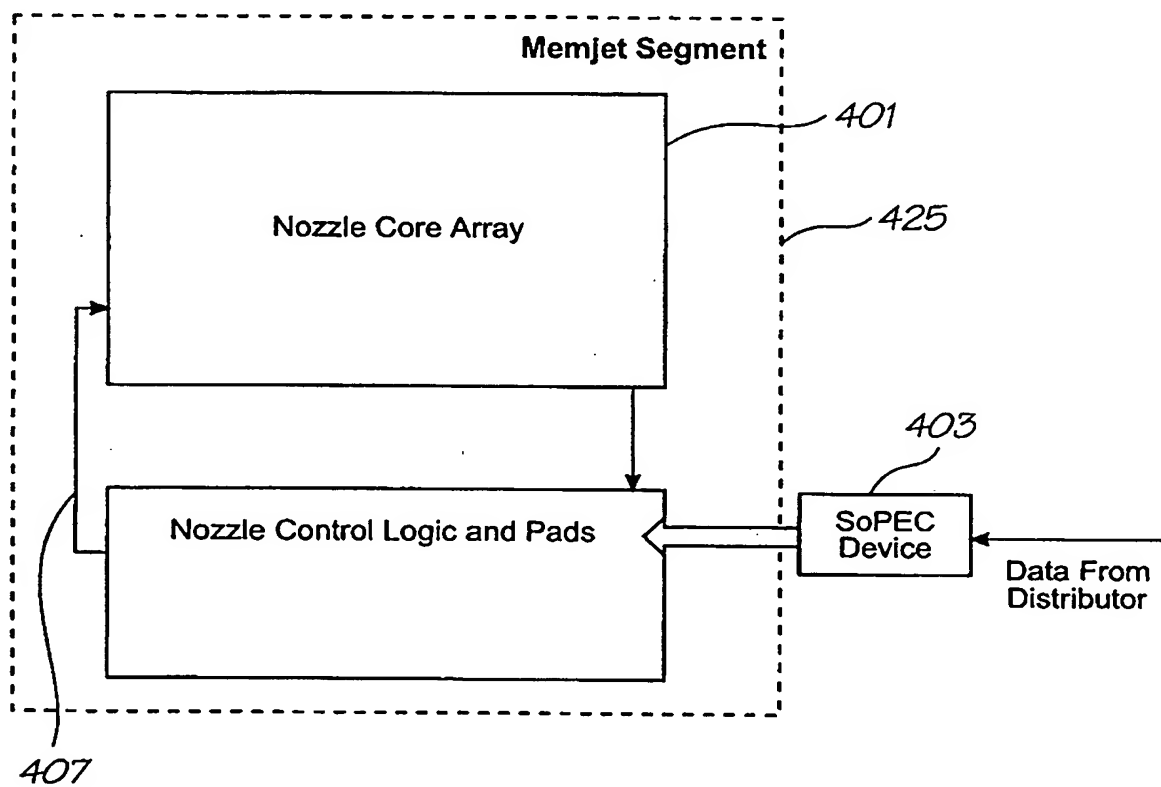 Memjet Segment
401
Nozzle Core Array
425
403
Nozzle Control Logic and Pads
SoPEC
Device
Data From
Distributor
407